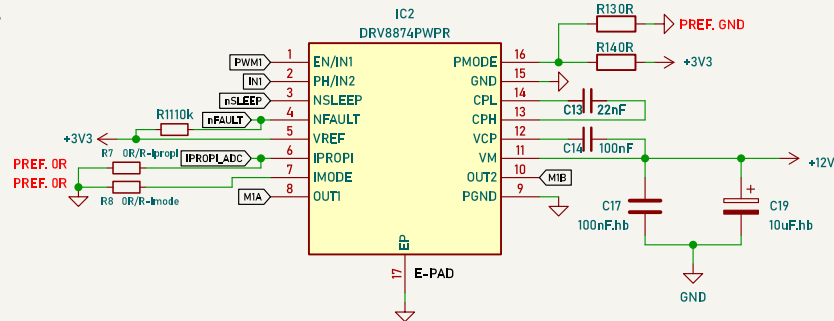 IC2
DRV8874PWPR
PWM1 1 EN/IN1 PMODE 16 R13 0R PREF. GND
IN1 2 PH/IN2 GND 15 R14 0R +3V3
nSLEEP 3 NSLEEP CPL 14 C13 22nF
R11 10k nFAULT 4 NFAULT CPH 13
+3V3 5 VREF VCP 12 C14 100nF
R7 0R/R-Ipropi IPROPI_ADC 6 IPROPI VM 11 +12V
PREF. 0R
PREF. 0R 7 IMODE OUT2 10 M1B
R8 0R/R-Imode M1A 8 OUT1 PGND 9
C17
100nF.hb
+
C19
10uF.hb
EP
17
E-PAD
GND